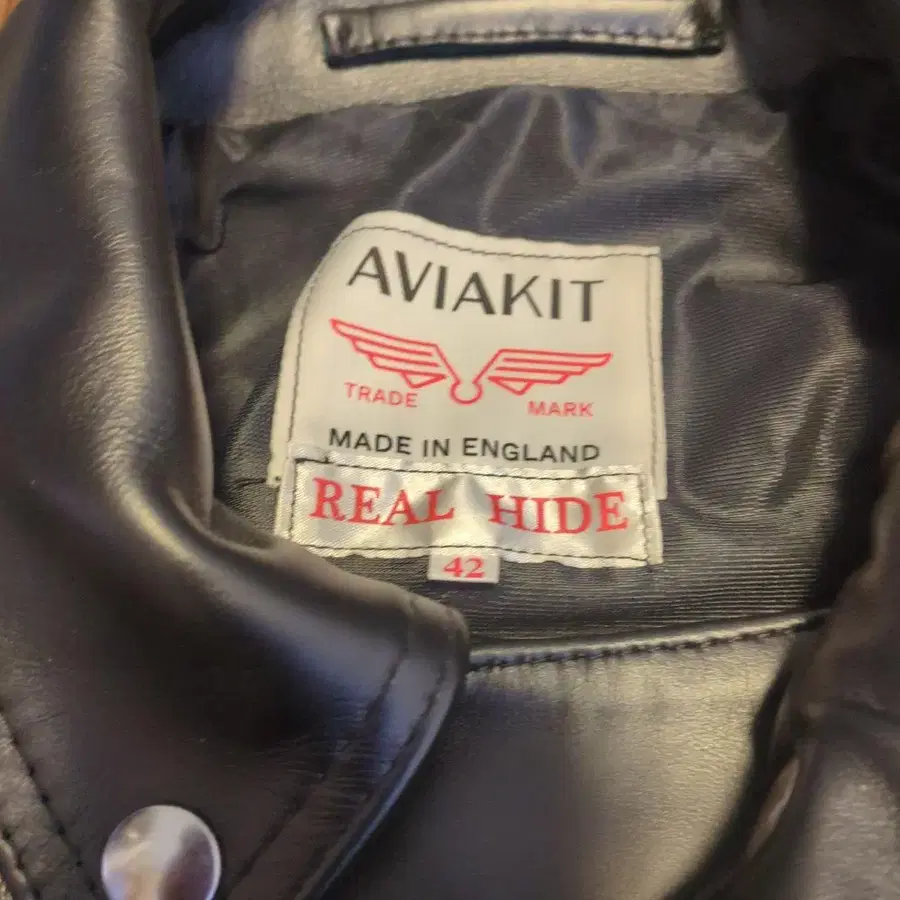 AVIAKIT
TRADE MARK
MADE IN ENGLAND
REAL HIDE
42